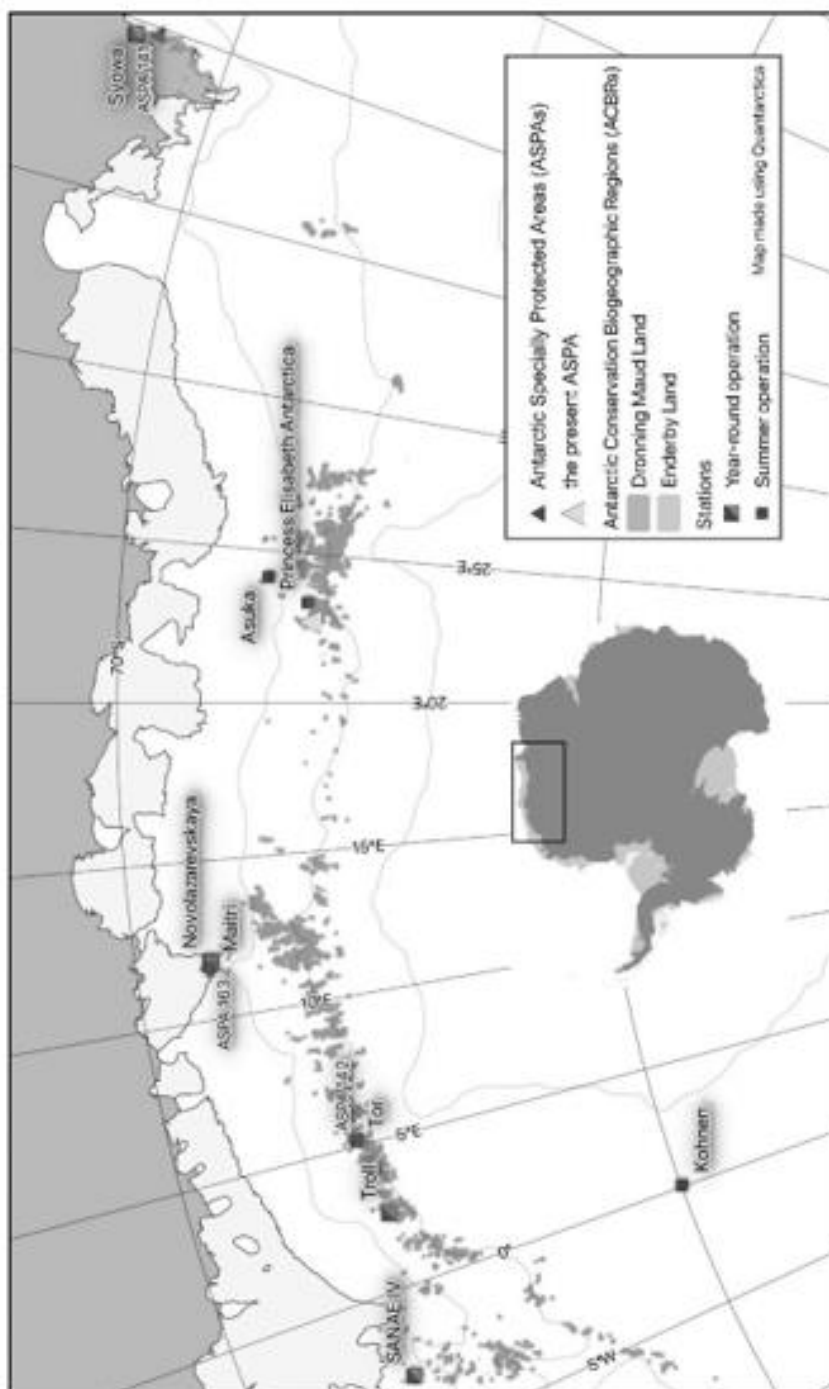 Syowa
ASPA 141
70°S
Asuka
Princess Elisabeth Antarctica
25°E
20°E
Novolazarevskaya
Maitri
ASPA 163
15°E
10°E
ASPA 142
Tor
5°E
Troll
SANAE IV
0°
5°W
Kohnen
Antarctic Specially Protected Areas (ASPAs)
the present ASPA
Antarctic Conservation Biogeographic Regions (ACBRs)
Dronning Maud Land
Enderby Land
Stations
Year-round operation
Summer operation
Map made using Quantarctica